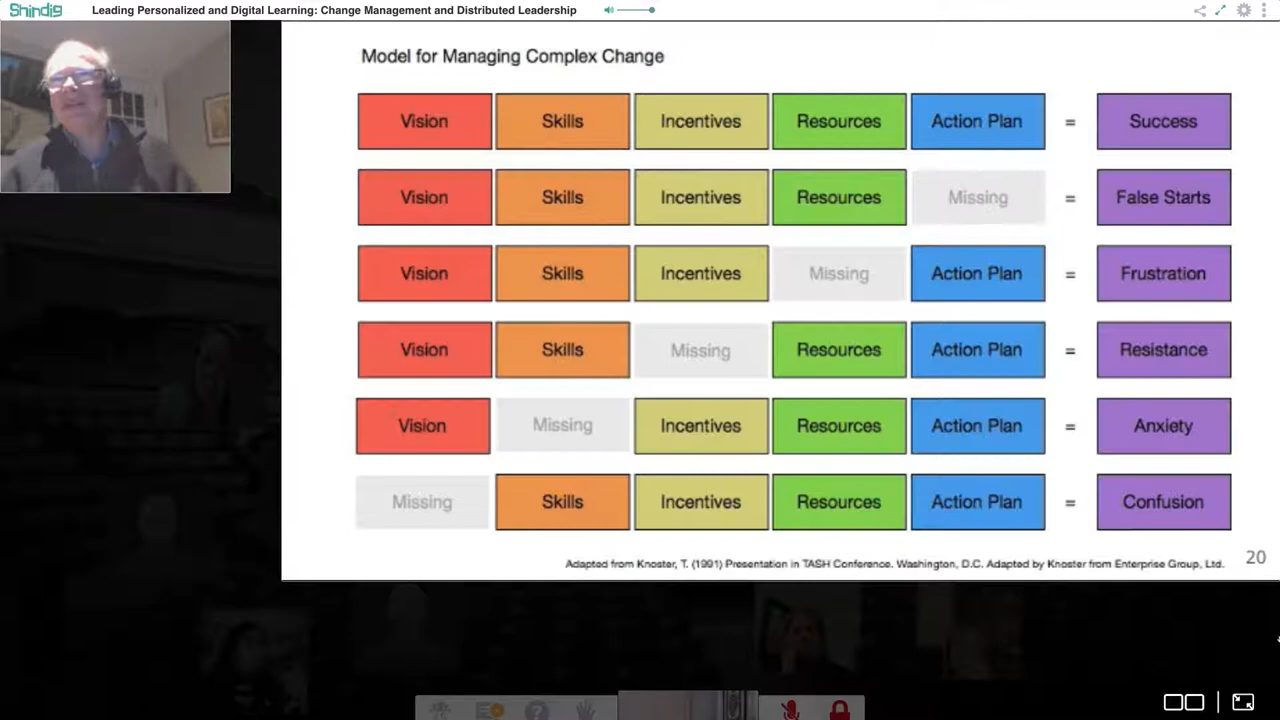 Shindig
Leading Personalized and Digital Learning: Change Management and Distributed Leadership
Model for Managing Complex Change
Vision Skills Incentives Resources Action Plan = Success
Vision Skills Incentives Resources Missing = False Starts
Vision Skills Incentives Missing Action Plan = Frustration
Vision Skills Missing Resources Action Plan = Resistance
Vision Missing Incentives Resources Action Plan = Anxiety
Missing Skills Incentives Resources Action Plan = Confusion
Adapted from Knoster, T. (1991) Presentation in TASH Conference. Washington, D.C. Adapted by Knoster from Enterprise Group, Ltd.
20